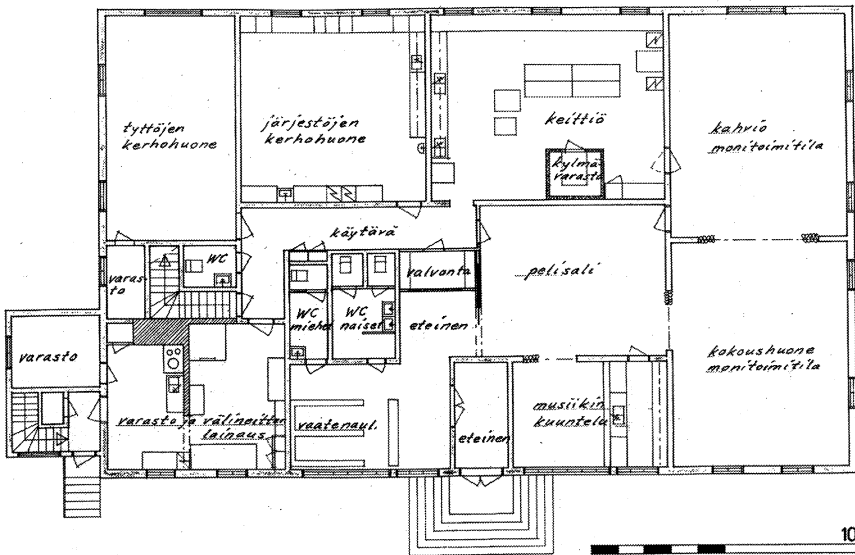 tyttöjen
kerhohuone
järjestöjen
kerhohuone
keittiö
kylmä-
varasto
kahvio
monitoimitila
käytävä
WC
varas-
to
valvonta
pelisali
WC
miehet
WC
naiset
eteinen
varasto
kokoushuone
monitoimitila
varasto ja välineitten
lainaus
vaatenaul.
eteinen
musiikin
kuuntelu
10